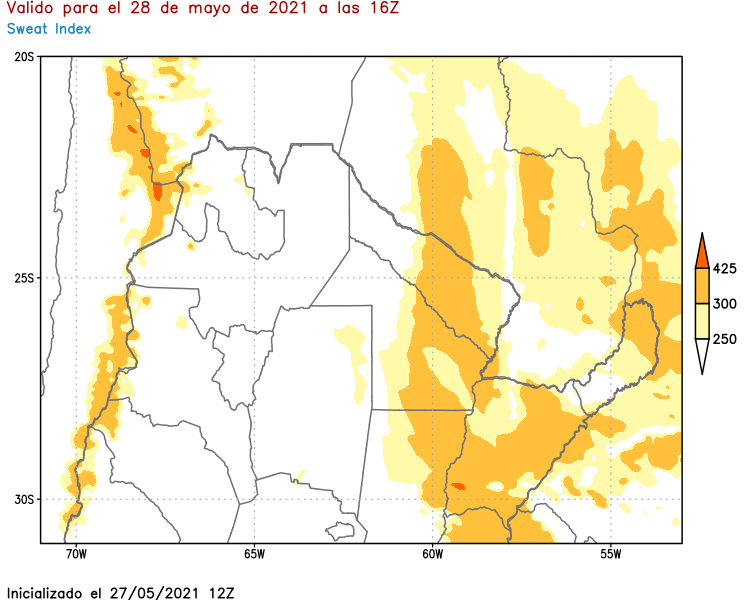 Valido para el 28 de mayo de 2021 a las 16Z
Sweat Index
20S
25S
30S
70W
65W
60W
55W
425
300
250
Inicializado el 27/05/2021 12Z